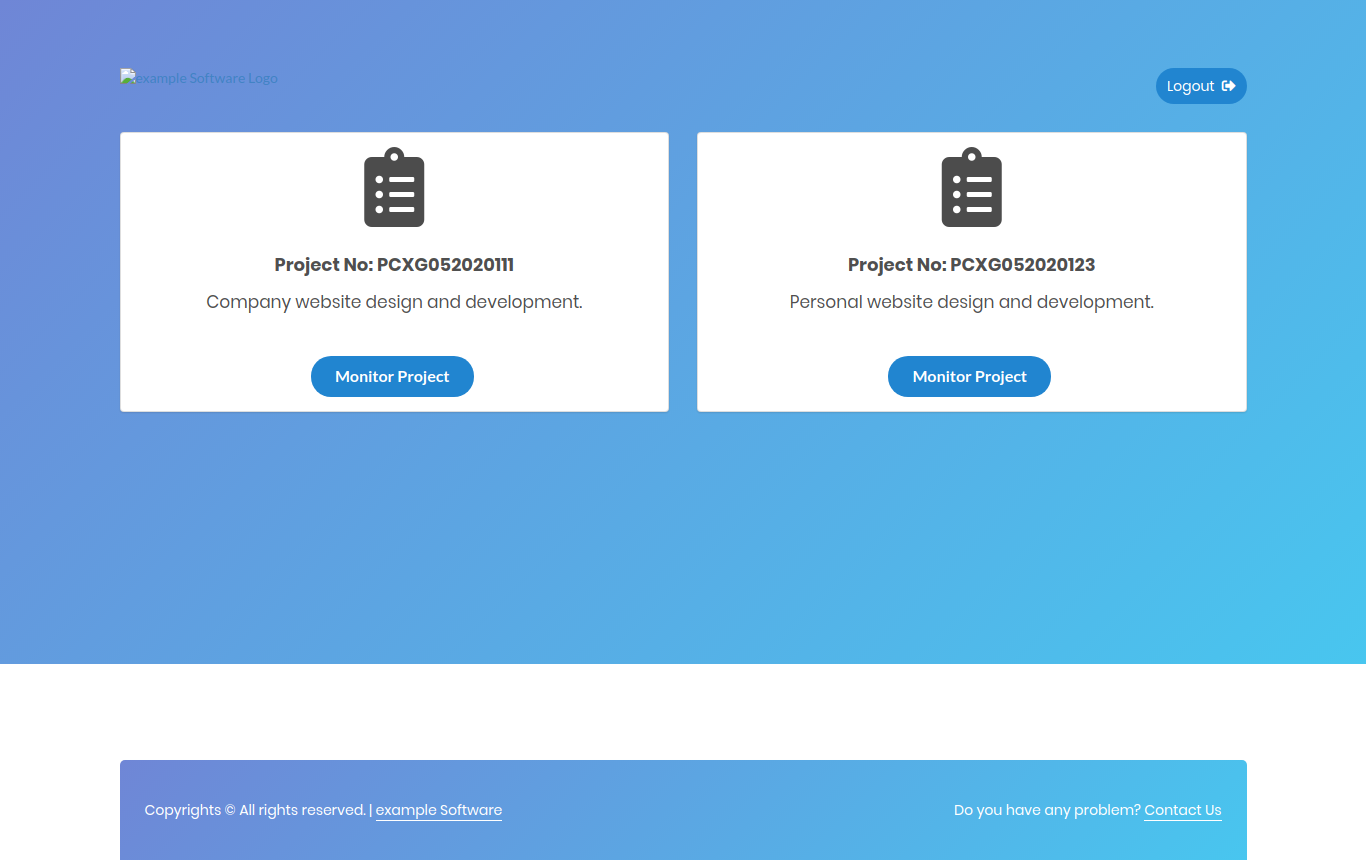 example Software Logo
Logout
Project No: PCXG052020111
Company website design and development.
Monitor Project
Project No: PCXG052020123
Personal website design and development.
Monitor Project
Copyrights © All rights reserved. | example Software
Do you have any problem? Contact Us